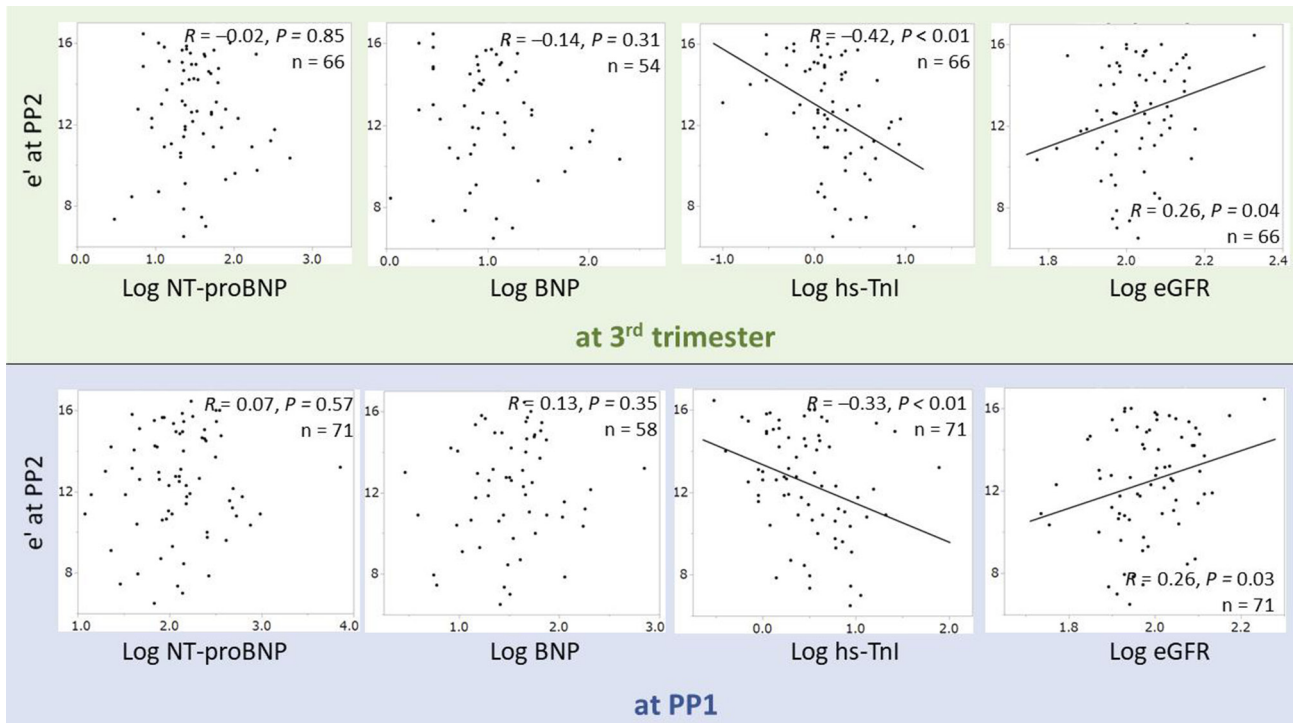 R = –0.02, P = 0.85
n = 66
R = –0.14, P = 0.31
n = 54
R = –0.42, P < 0.01
n = 66
R = 0.26, P = 0.04
n = 66
e' at PP2
16
12
8
0.0 1.0 2.0 3.0
Log NT-proBNP
16
12
8
0.0 1.0 2.0
Log BNP
16
12
8
-1.0 0.0 1.0
Log hs-TnI
16
12
8
1.8 2.0 2.2 2.4
Log eGFR
at 3rd trimester
R = 0.07, P = 0.57
n = 71
R = 0.13, P = 0.35
n = 58
R = –0.33, P < 0.01
n = 71
R = 0.26, P = 0.03
n = 71
e' at PP2
16
12
8
1.0 2.0 3.0 4.0
Log NT-proBNP
16
12
8
1.0 2.0 3.0
Log BNP
16
12
8
0.0 1.0 2.0
Log hs-TnI
16
12
8
1.8 2.0 2.2
Log eGFR
at PP1